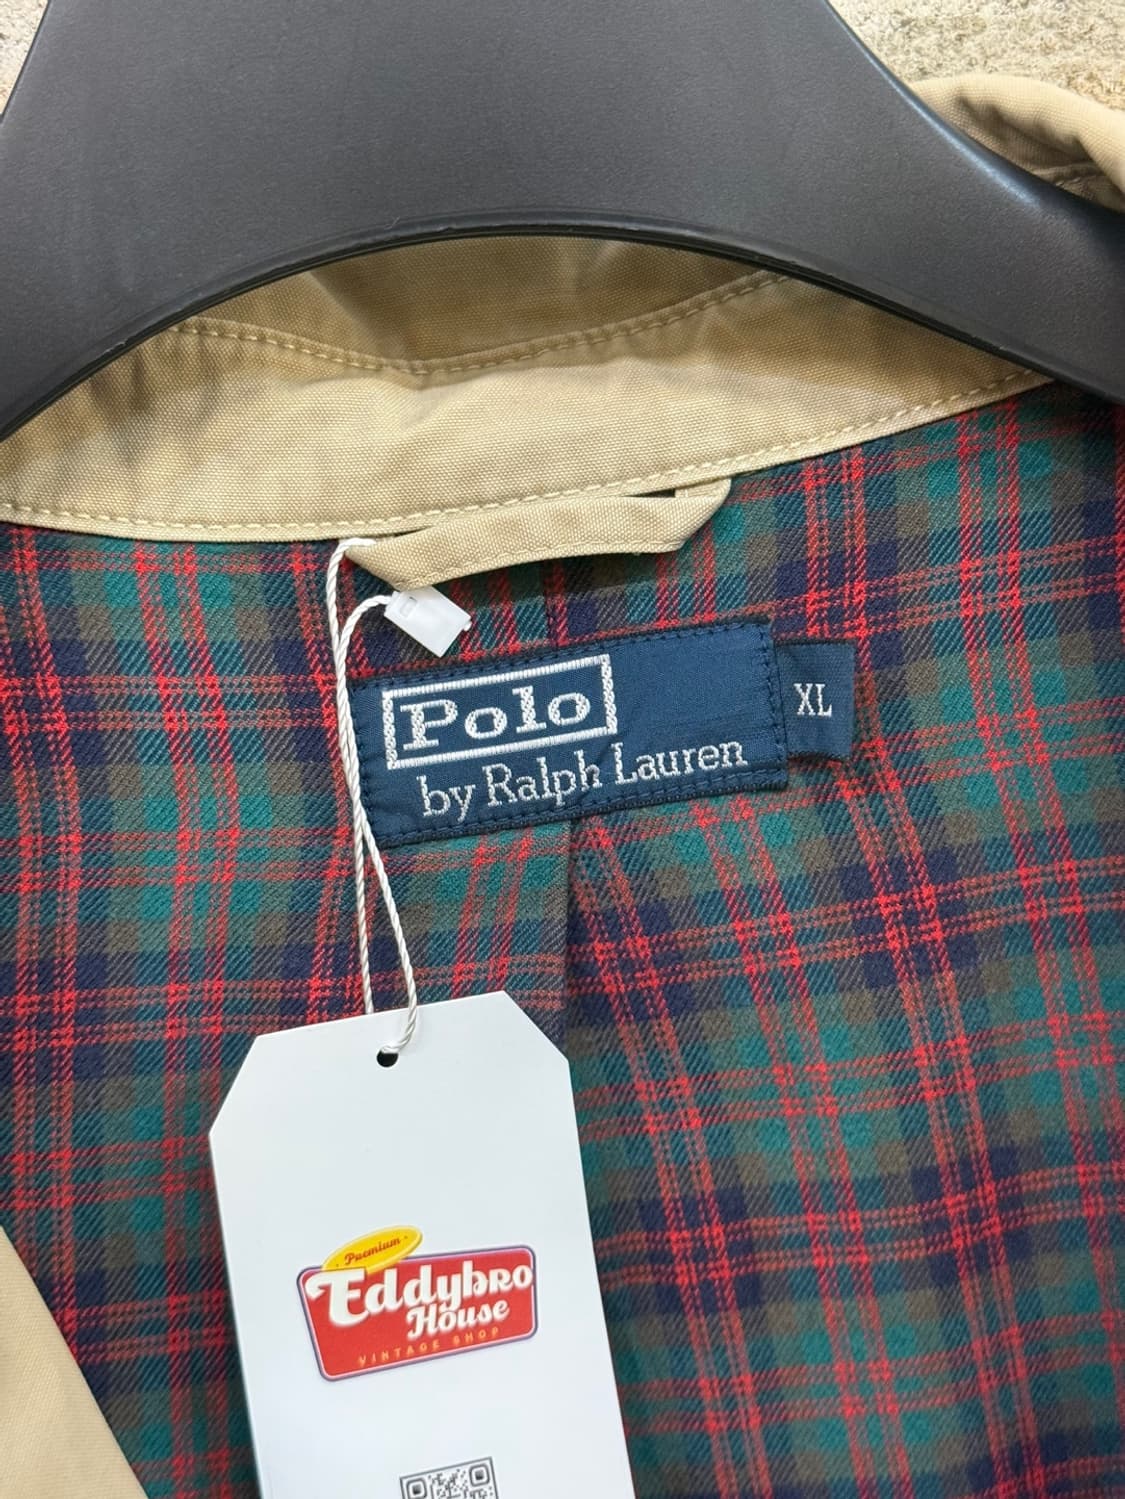 Polo
by Ralph Lauren
XL
Premium
Eddybro
House
VINTAGE SHOP